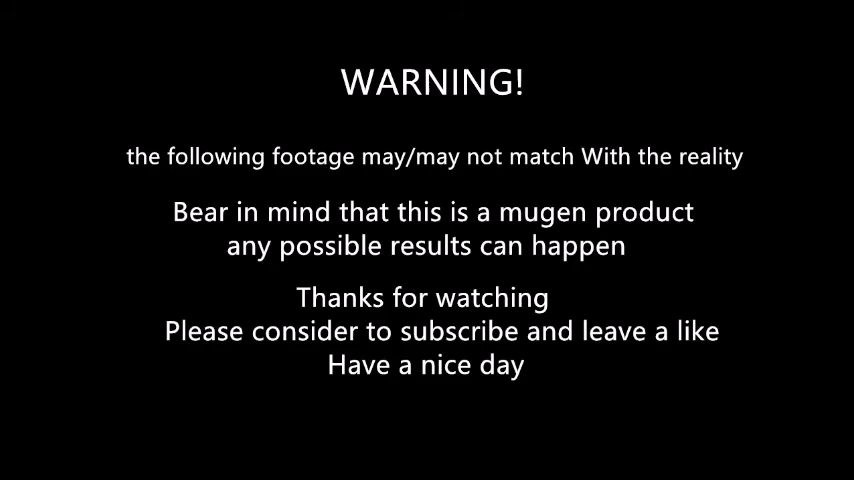 WARNING!
the following footage may/may not match With the reality
Bear in mind that this is a mugen product
any possible results can happen
Thanks for watching
Please consider to subscribe and leave a like
Have a nice day